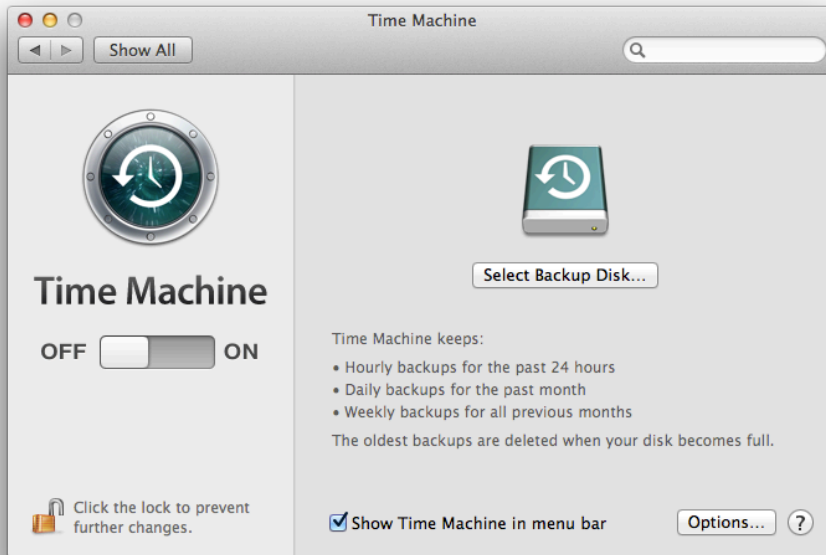 Time Machine
Show All
Time Machine
OFF ON
Click the lock to prevent
further changes.
Select Backup Disk...
Time Machine keeps:
• Hourly backups for the past 24 hours
• Daily backups for the past month
• Weekly backups for all previous months
The oldest backups are deleted when your disk becomes full.
Show Time Machine in menu bar
Options...
?